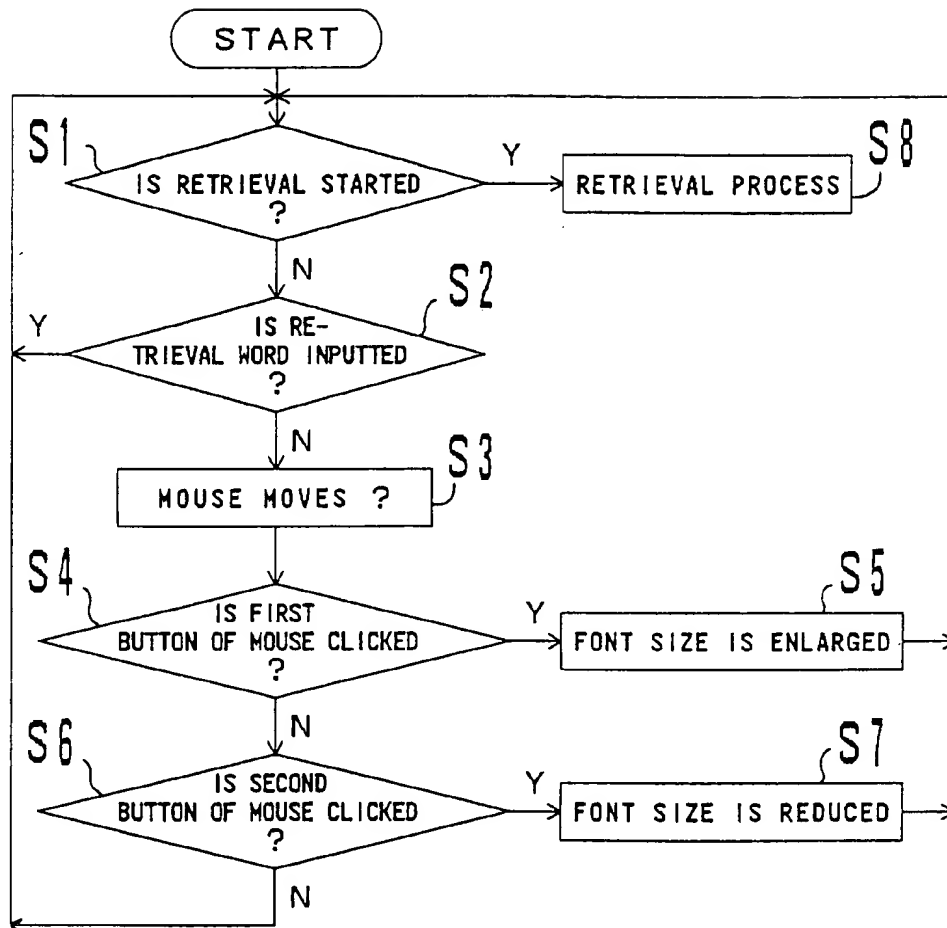 START
S1
IS RETRIEVAL STARTED
?
Y
RETRIEVAL PROCESS
S8
N
S2
Y
IS RE-
TRIEVAL WORD INPUTTED
?
N
S3
MOUSE MOVES ?
S4
IS FIRST
BUTTON OF MOUSE CLICKED
?
Y
S5
FONT SIZE IS ENLARGED
N
S6
IS SECOND
BUTTON OF MOUSE CLICKED
?
Y
S7
FONT SIZE IS REDUCED
N